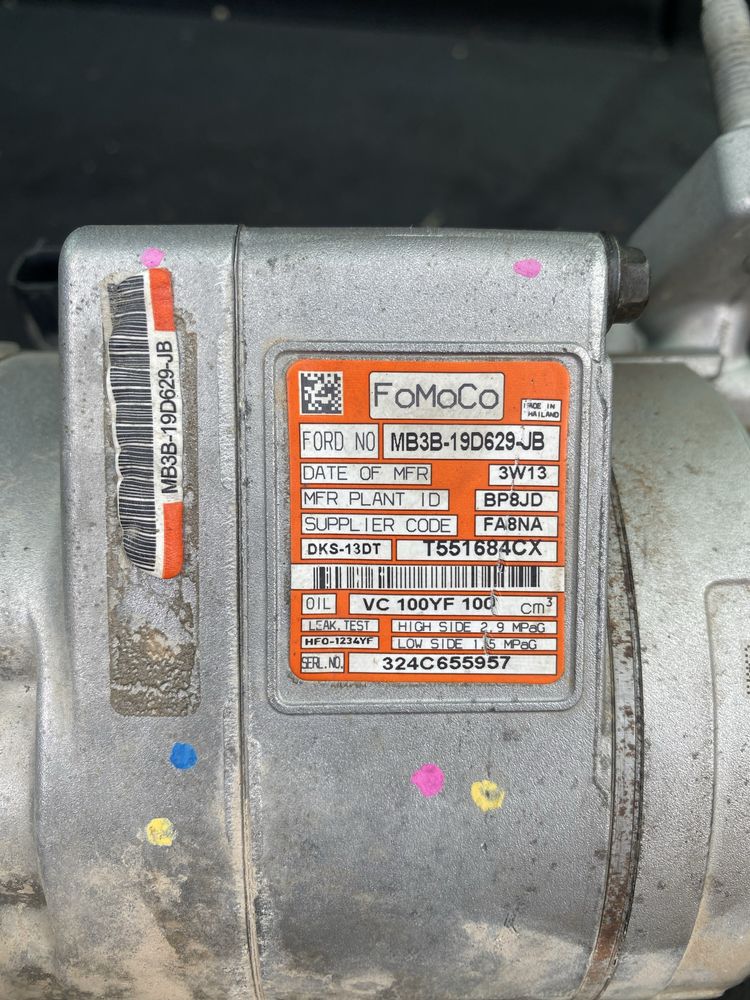 MB3B-19D629-JB
FoMoCo
MADE IN
THAILAND
FORD NO MB3B-19D629-JB
DATE OF MFR 3W13
MFR PLANT ID BP8JD
SUPPLIER CODE FA8NA
DKS-13DT T551684CX
OIL VC 100YF 100 cm³
LEAK.TEST HIGH SIDE 2.9 MPaG
HFO-1234YF LOW SIDE 1.5 MPaG
SERL.NO. 324C655957